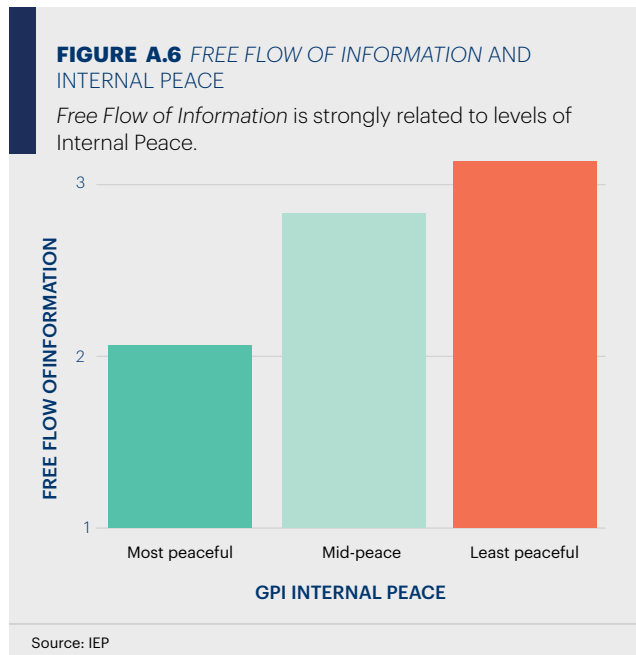 FIGURE A.6 FREE FLOW OF INFORMATION AND
INTERNAL PEACE
Free Flow of Information is strongly related to levels of
Internal Peace.
3
2
1
FREE FLOW OFINFORMATION
Most peaceful
Mid-peace
Least peaceful
GPI INTERNAL PEACE
Source: IEP